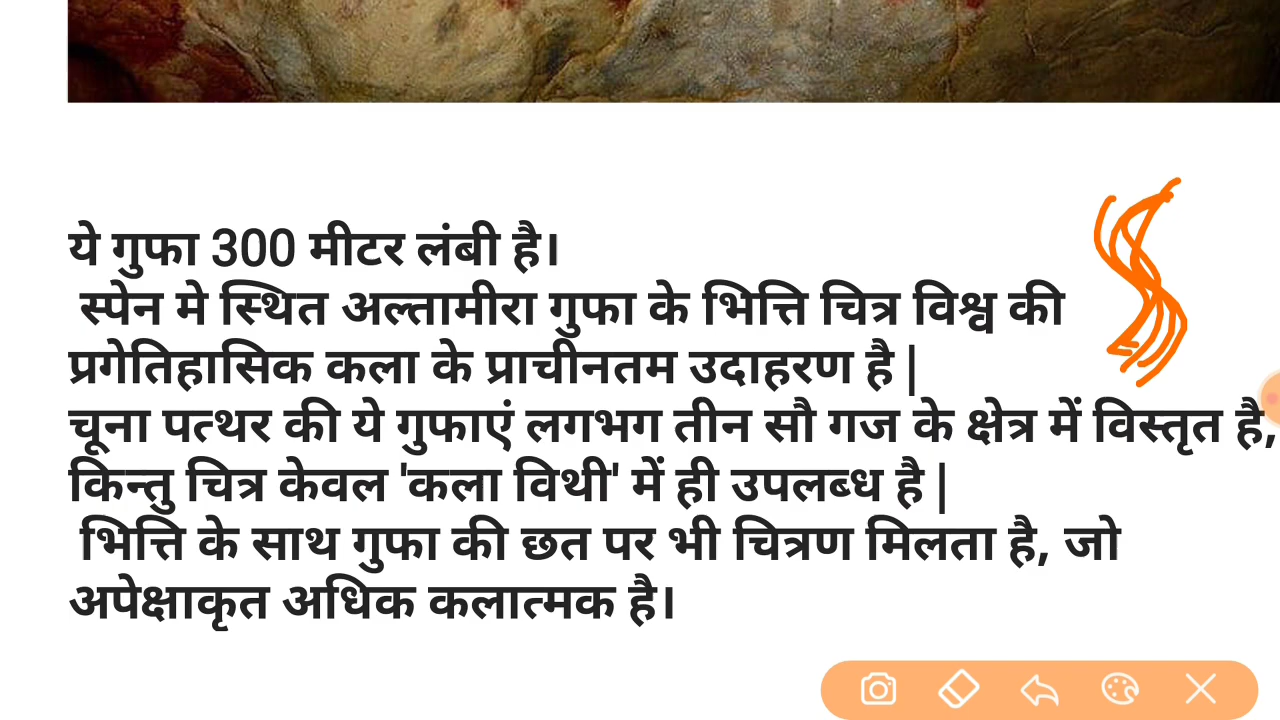 ये गुफा 300 मीटर लंबी है।
स्पेन मे स्थित अल्तामीरा गुफा के भित्ति चित्र विश्व की
प्रगेतिहासिक कला के प्राचीनतम उदाहरण है |
चूना पत्थर की ये गुफाएं लगभग तीन सौ गज के क्षेत्र में विस्तृत है,
किन्तु चित्र केवल 'कला विथी' में ही उपलब्ध है |
भित्ति के साथ गुफा की छत पर भी चित्रण मिलता है, जो
अपेक्षाकृत अधिक कलात्मक है।